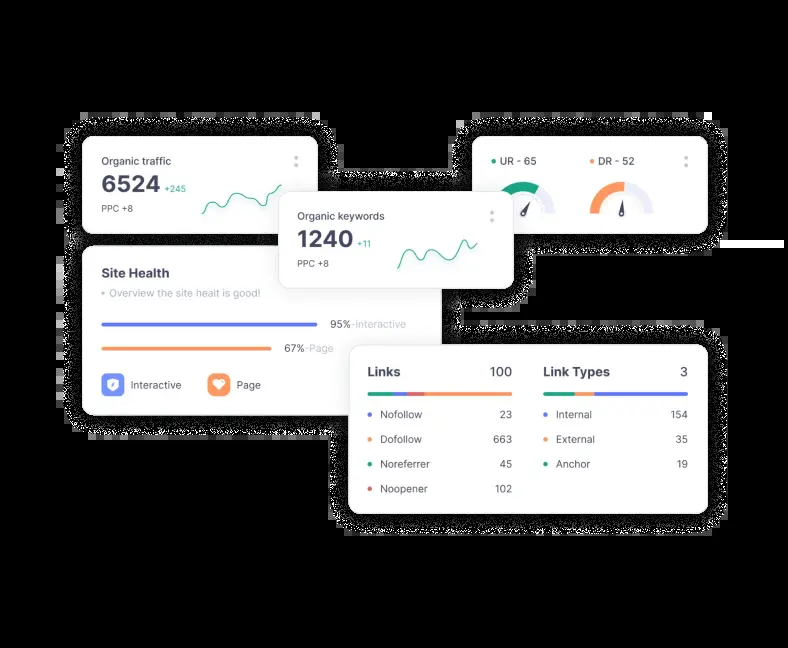 Organic traffic
6524 +245
PPC +8
UR - 65
DR - 52
Organic keywords
1240 +11
PPC +8
Site Health
Overview the site healt is good!
95%-Interactive
67%-Page
Interactive
Page
Links 100
Nofollow 23
Dofollow 663
Noreferrer 45
Noopener 102
Link Types 3
Internal 154
External 35
Anchor 19